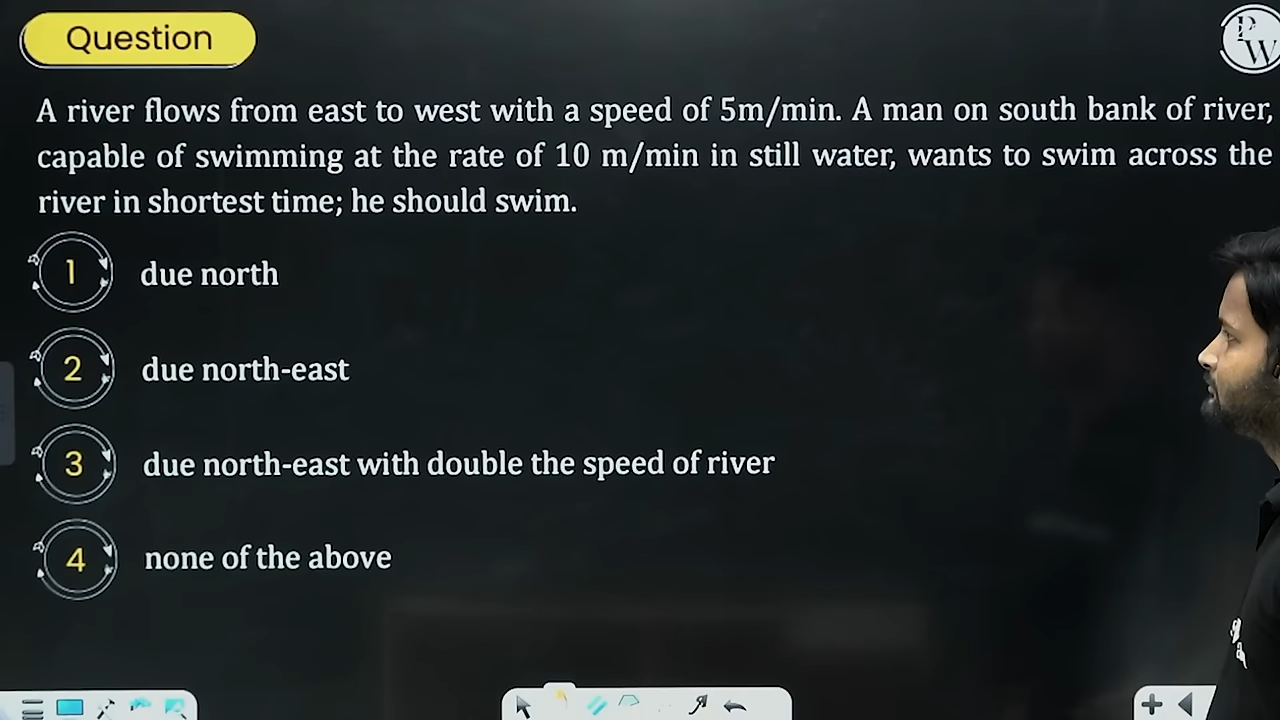 Question
PW
A river flows from east to west with a speed of 5m/min. A man on south bank of river,
capable of swimming at the rate of 10 m/min in still water, wants to swim across the
river in shortest time; he should swim.
1 due north
2 due north-east
3 due north-east with double the speed of river
4 none of the above